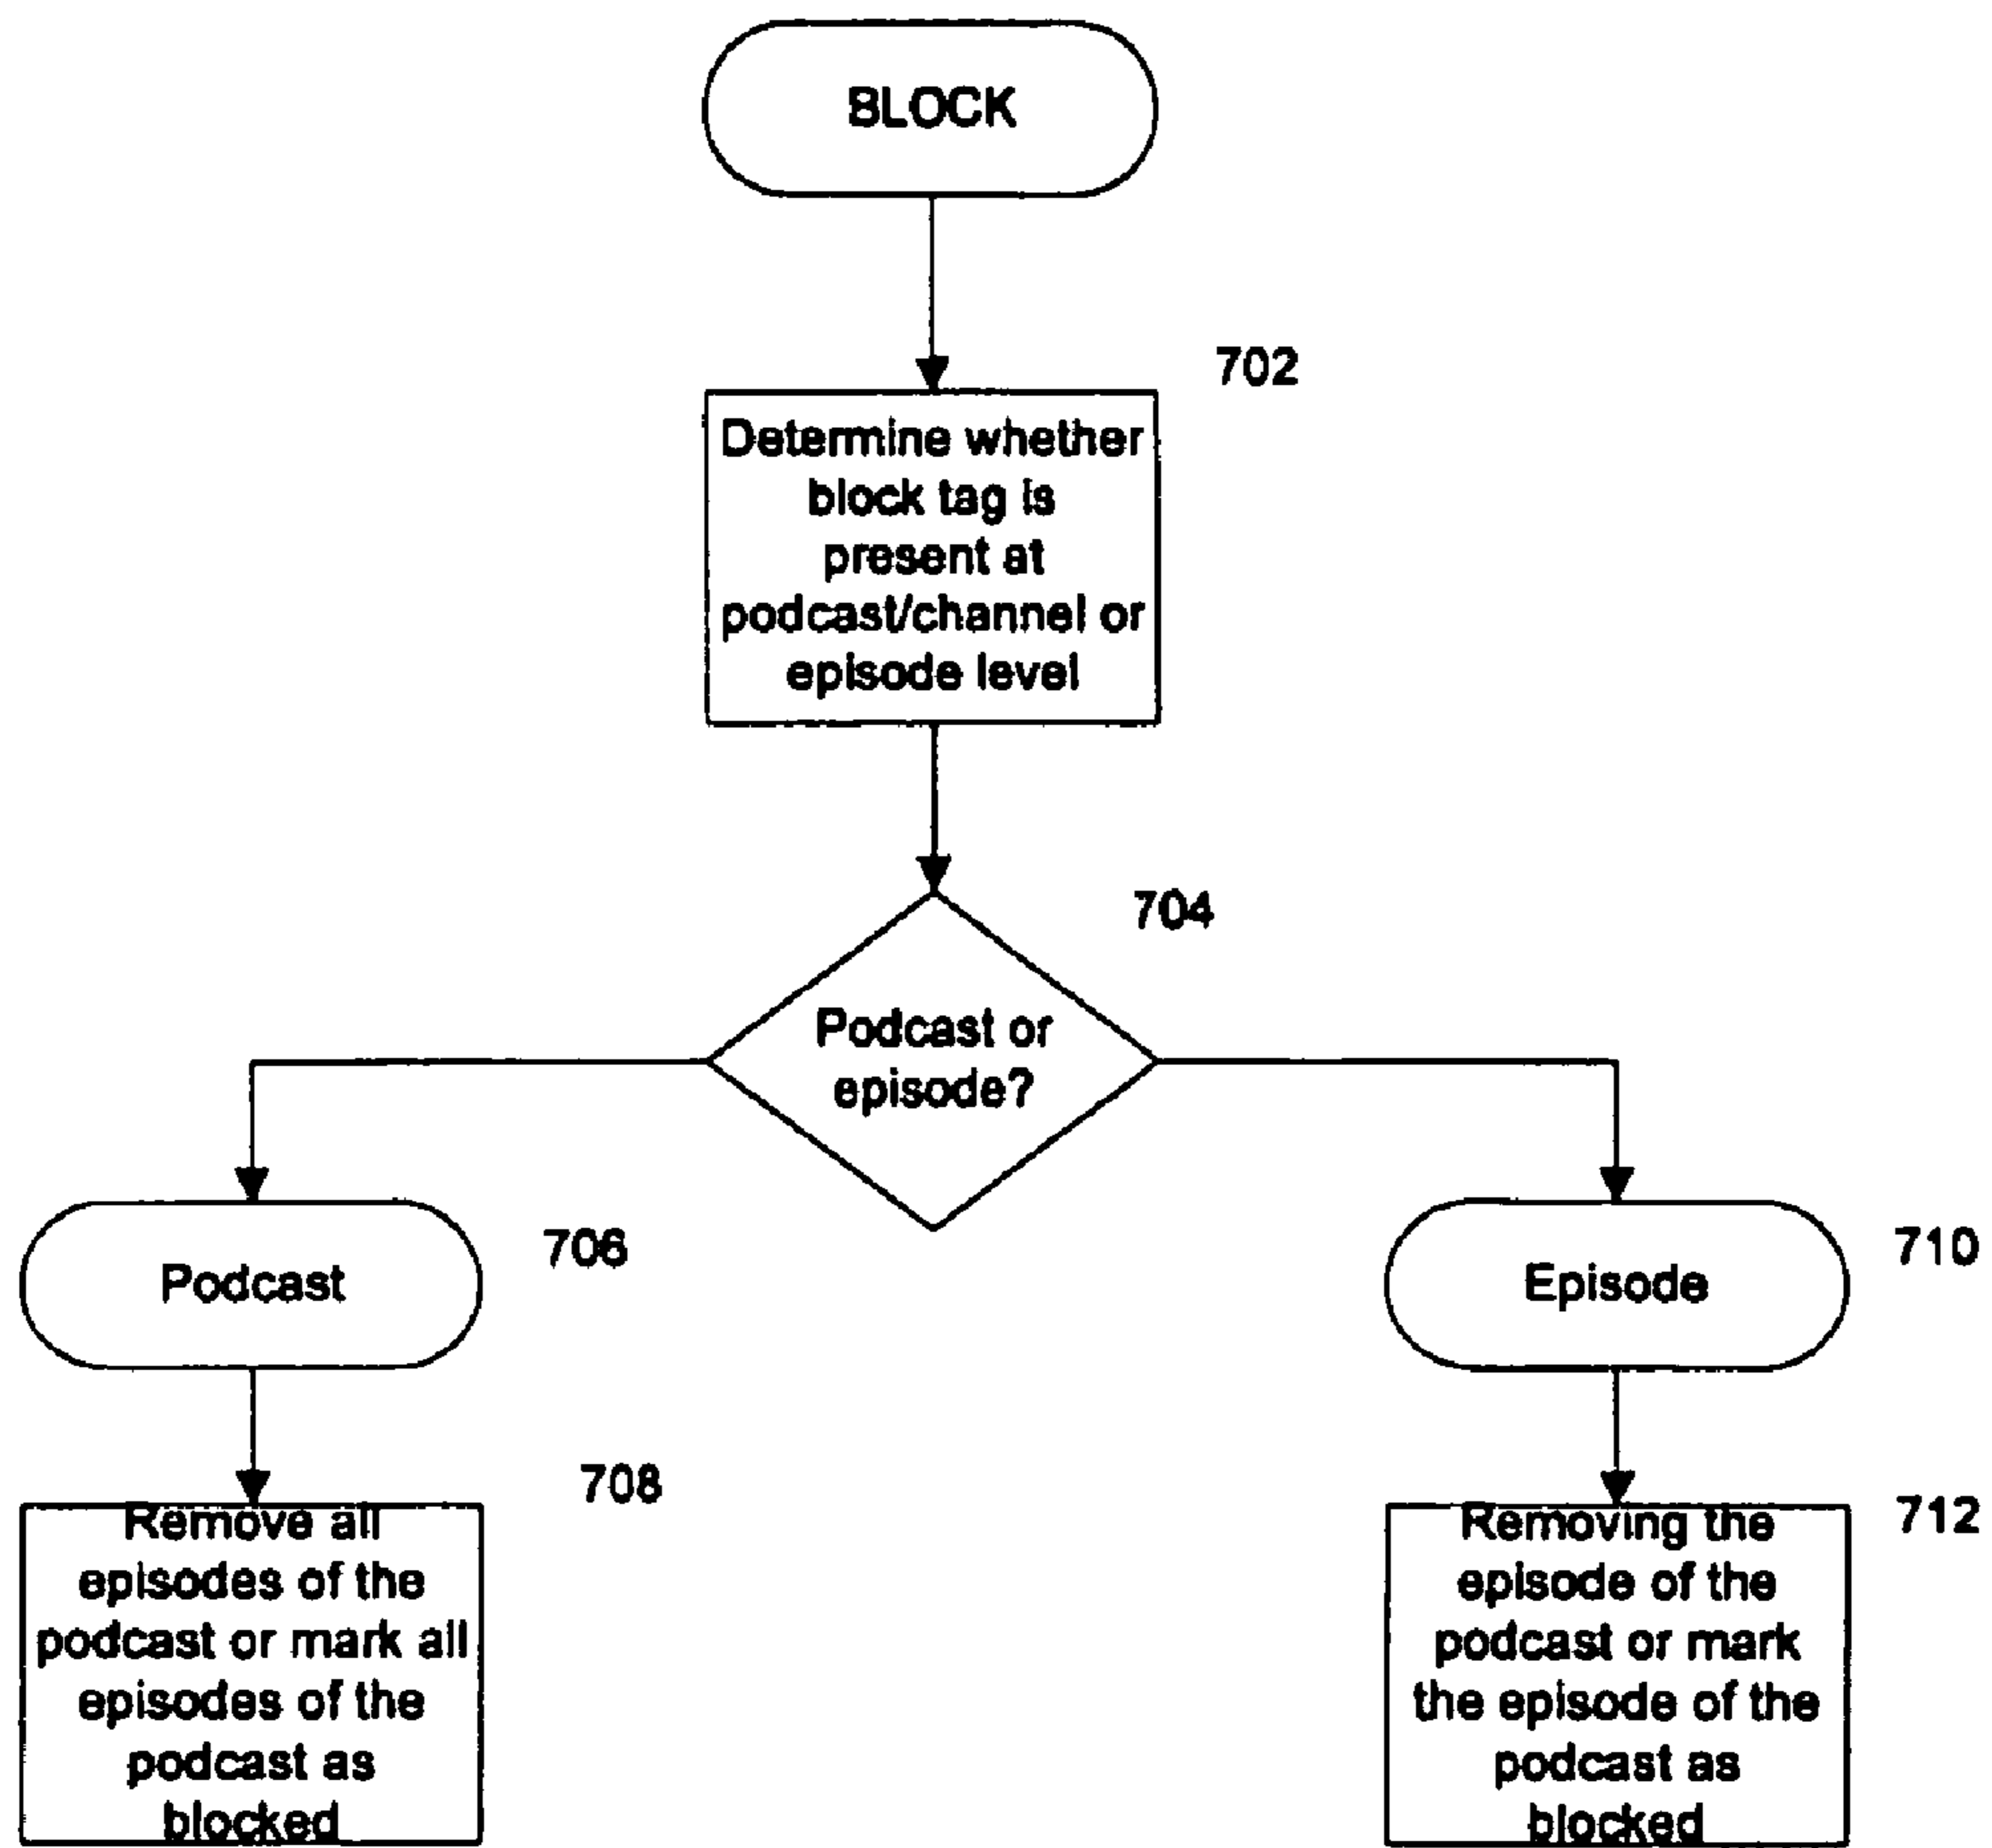 BLOCK
702
Determine whether
block tag is
present at
podcast/channel or
episode level
704
Podcast or
episode?
706
Podcast
710
Episode
708
Remove all
episodes of the
podcast or mark all
episodes of the
podcast as
blocked
712
Removing the
episode of the
podcast or mark
the episode of the
podcast as
blocked